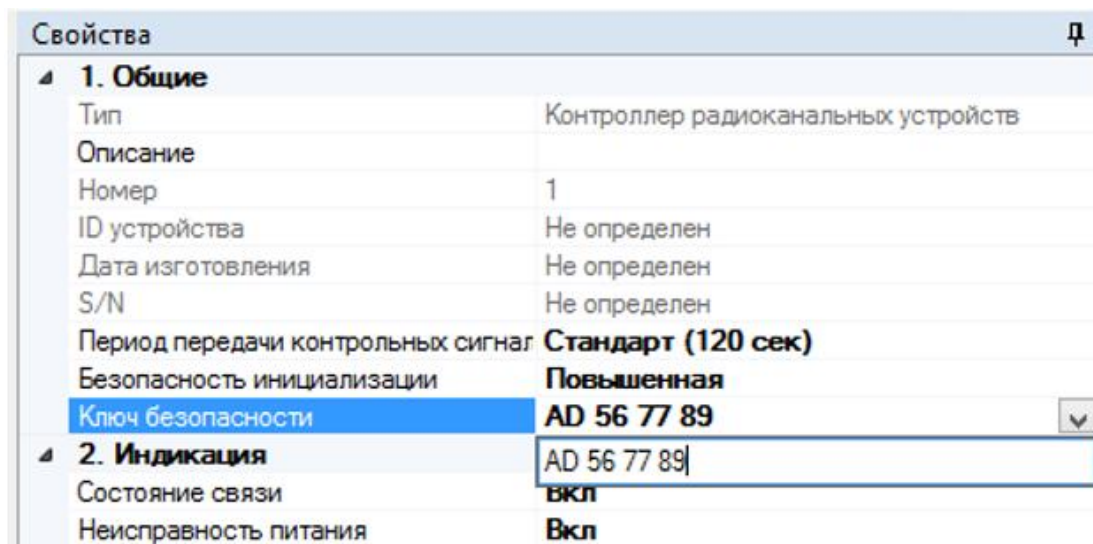 Свойства
1. Общие
Тип Контроллер радиоканальных устройств
Описание
Номер 1
ID устройства Не определен
Дата изготовления Не определен
S/N Не определен
Период передачи контрольных сигнал Стандарт (120 сек)
Безопасность инициализации Повышенная
Ключ безопасности AD 56 77 89
2. Индикация AD 56 77 89
Состояние связи Вкл
Неисправность питания Вкл